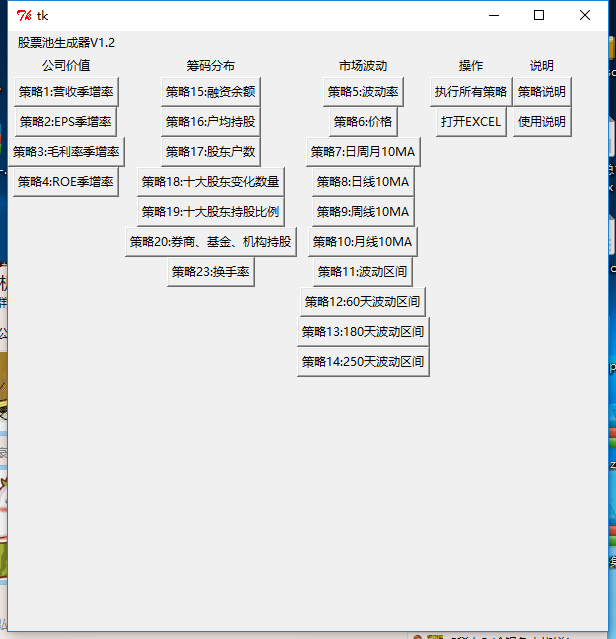 tk
股票池生成器V1.2
公司价值 筹码分布 市场波动 操作 说明
策略1:营收季增率 策略15:融资余额 策略5:波动率 执行所有策略 策略说明
策略2:EPS季增率 策略16:户均持股 策略6:价格 打开EXCEL 使用说明
策略3:毛利率季增率 策略17:股东户数 策略7:日周月10MA
策略4:ROE季增率 策略18:十大股东变化数量 策略8:日线10MA
策略19:十大股东持股比例 策略9:周线10MA
策略20:券商、基金、机构持股 策略10:月线10MA
策略23:换手率 策略11:波动区间
策略12:60天波动区间
策略13:180天波动区间
策略14:250天波动区间